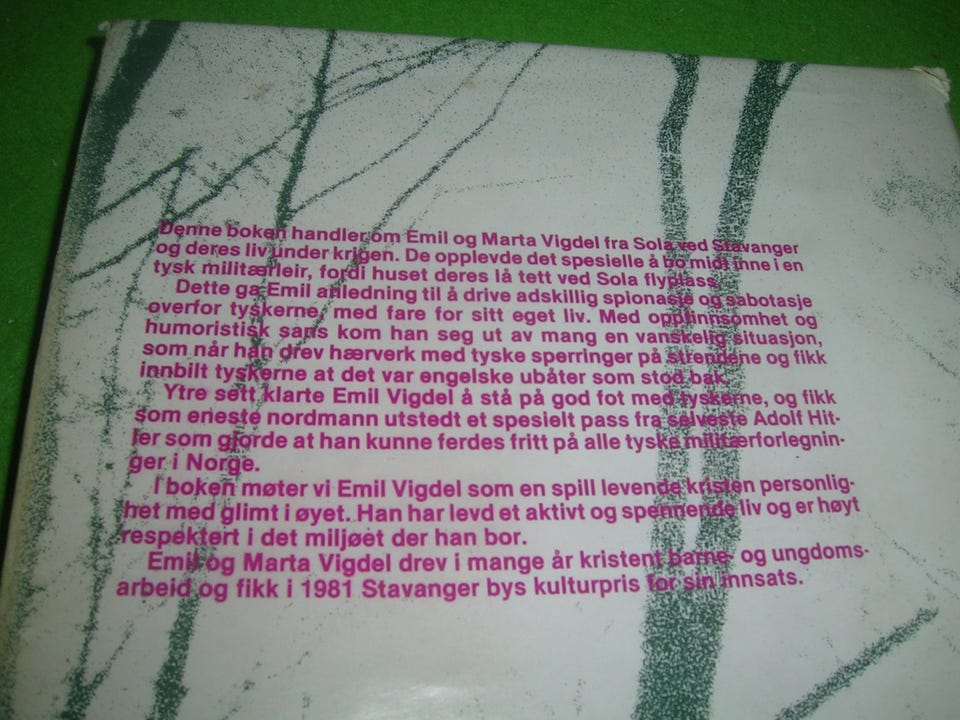 Denne boken handler om Emil og Marta Vigdel fra Sola ved Stavanger
og deres liv under krigen. De opplevde det spesielle å bo midt inne i en
tysk militærleir, fordi huset deres lå tett ved Sola flyplass.
Dette ga Emil anledning til å drive adskillig spionasje og sabotasje
overfor tyskerne, med fare for sitt eget liv. Med oppfinnsomhet og
humoristisk sans kom han seg ut av mang en vanskelig situasjon,
som når han drev hærverk med tyske sperringer på strendene og fikk
innbilt tyskerne at det var engelske ubåter som stod bak.
Ytre sett klarte Emil Vigdel å stå på god fot med tyskerne, og fikk
som eneste nordmann utstedt et spesielt pass fra selveste Adolf Hit-
ler som gjorde at han kunne ferdes fritt på alle tyske militærforlegnin-
ger i Norge.
I boken møter vi Emil Vigdel som en spill levende kristen personlig-
het med glimt i øyet. Han har levd et aktivt og spennende liv og er høyt
respektert i det miljøet der han bor.
Emil og Marta Vigdel drev i mange år kristent barne- og ungdoms-
arbeid og fikk i 1981 Stavanger bys kulturpris for sin innsats.